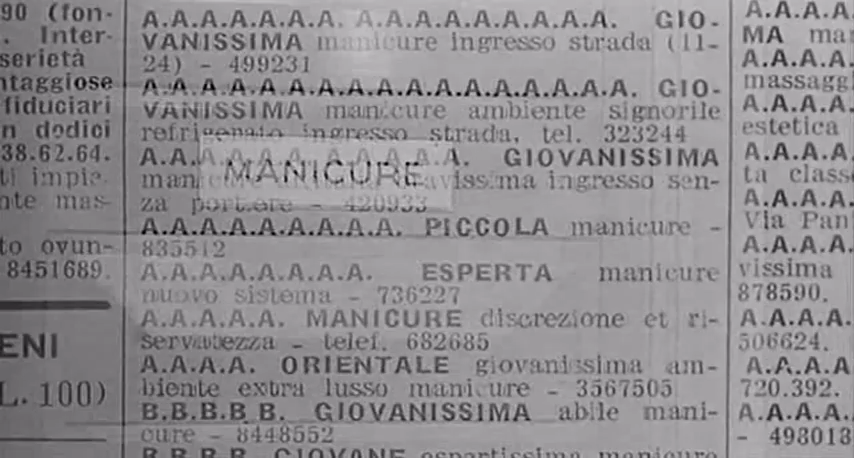 90 (fon-
. Inter-
serietà
ntaggiose
fiduciari
n dodici
38.62.64.
ti impie-
nte mas-
to ovun-
8451689.
ENI
L. 100)
A.A.A.A.A.A. A.A.A.A.A.A.A.A. GIO-
VANISSIMA manicure ingresso strada (11-
24) - 499231
A.A.A.A.A.A.A.A.A.A.A.A.A.A.A. GIO-
VANISSIMA manicure ambiente signorile
refrigerato ingresso strada, tel. 323244
A.A.A.A.A.A.A.A.A. GIOVANISSIMA
ingresso sen-
za portiere - 420933
MANICURE
A.A.A.A.A.A.A.A.A. PICCOLA manicure -
835512
A.A.A.A.A.A.A.A. ESPERTA manicure
nuovo sistema - 736227
A.A.A.A.A. MANICURE discrezione et ri-
servatezza - telef. 682685
A.A.A.A. ORIENTALE giovanissima am-
biente extra lusso manicure - 3567505
B.B.B.B.B. GIOVANISSIMA abile mani-
cure - 8448552
B.B.B.B. GIOVANE espertissima manicure
A.A.A.A.
MA
A.A.A.A.
massagg
A.A.A.A.
estetica
A.A.A.A.
ta class
A.A.A.A.
Via Pan
A.A.A.A.
vissima
878590.
A.A.A.A.
506624.
A.A.A.A
720.392.
A.A.A.A.
- 498018